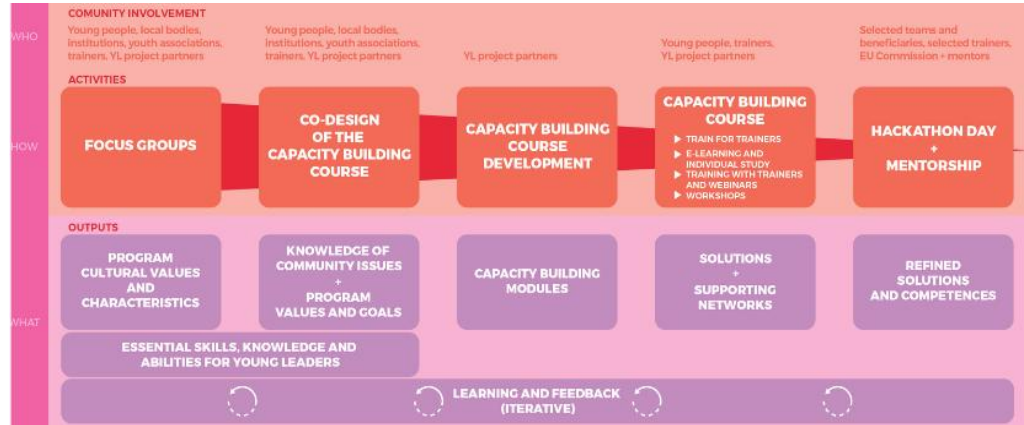 COMUNITY INVOLVEMENT
WHO
Young people, local bodies,
institutions, youth associations,
trainers, YL project partners
Young people, local bodies,
institutions, youth associations,
trainers, YL project partners
YL project partners
Young people, trainers,
YL project partners
Selected teams and
beneficiaries, selected trainers,
EU Commission + mentors
ACTIVITIES
HOW
FOCUS GROUPS
CO-DESIGN
OF THE
CAPACITY BUILDING
COURSE
CAPACITY BUILDING
COURSE
DEVELOPMENT
CAPACITY BUILDING
COURSE
▶ TRAIN FOR TRAINERS
▶ E-LEARNING AND
INDIVIDUAL STUDY
▶ TRAINING WITH TRAINERS
AND WEBINARS
▶ WORKSHOPS
HACKATHON DAY
+
MENTORSHIP
OUTPUTS
WHAT
PROGRAM
CULTURAL VALUES
AND
CHARACTERISTICS
KNOWLEDGE OF
COMMUNITY ISSUES
+
PROGRAM
VALUES AND GOALS
CAPACITY BUILDING
MODULES
SOLUTIONS
+
SUPPORTING
NETWORKS
REFINED
SOLUTIONS
AND COMPETENCES
ESSENTIAL SKILLS, KNOWLEDGE AND
ABILITIES FOR YOUNG LEADERS
LEARNING AND FEEDBACK
(ITERATIVE)